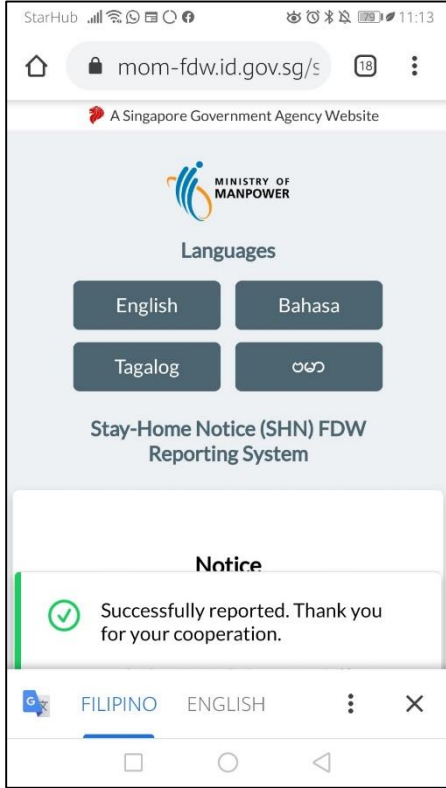 StarHub 79 11:13
mom-fdw.id.gov.sg/s 18
A Singapore Government Agency Website
MINISTRY OF
MANPOWER
Languages
English Bahasa
Tagalog ဗမာ
Stay-Home Notice (SHN) FDW
Reporting System
Notice
Successfully reported. Thank you
for your cooperation.
FILIPINO ENGLISH